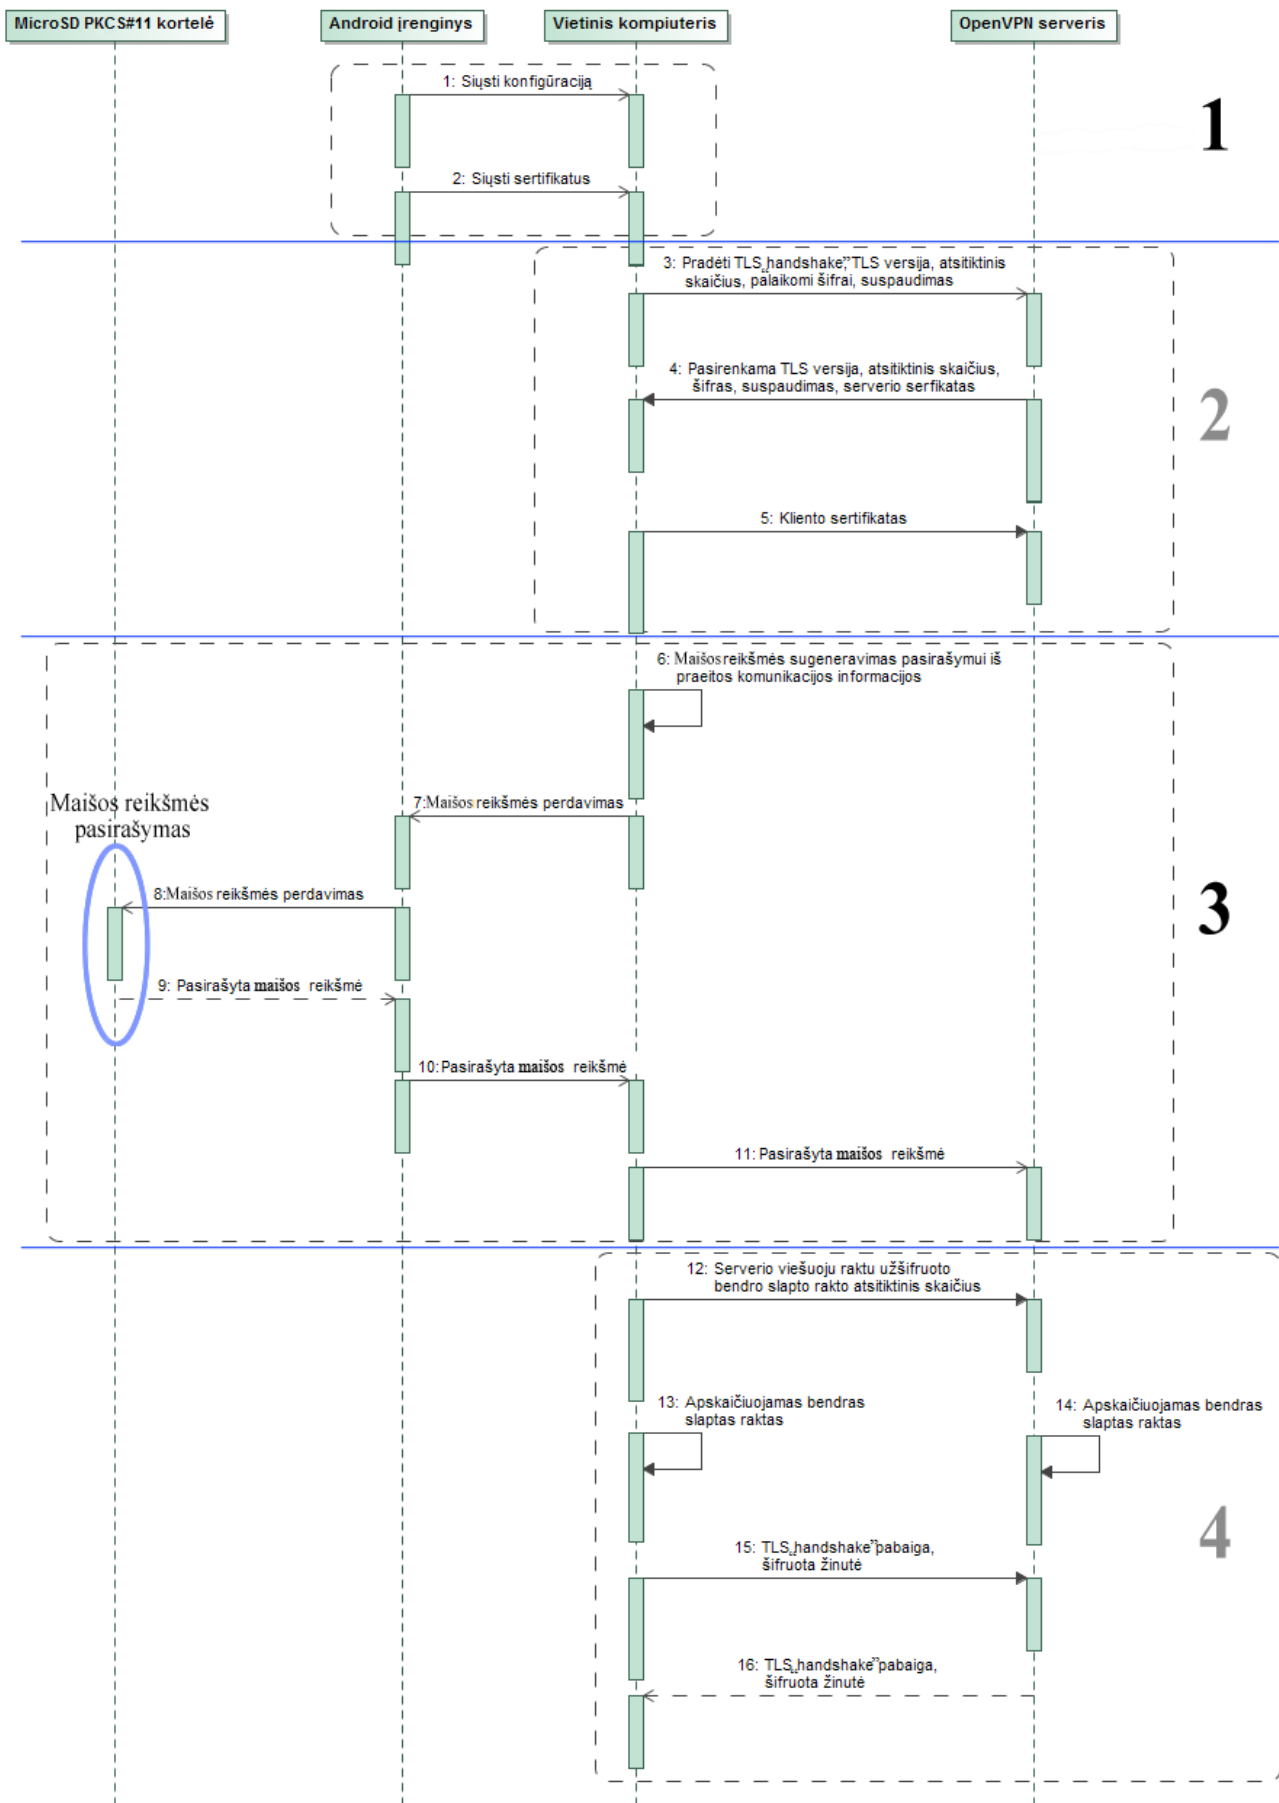 MicroSD PKCS#11 kortelė
Android įrenginys
Vietinis kompiuteris
OpenVPN serveris
1: Siųsti konfigūraciją
1
2: Siųsti sertifikatus
3: Pradėti TLS „handshake”, TLS versija, atsitiktinis
skaičius, palaikomi šifrai, suspaudimas
4: Pasirenkama TLS versija, atsitiktinis skaičius,
šifras, suspaudimas, serverio serfikatas
2
5: Kliento sertifikatas
6: Maišos reikšmės sugeneravimas pasirašymui iš
praeitos komunikacijos informacijos
Maišos reikšmės
pasirašymas
7: Maišos reikšmės perdavimas
8: Maišos reikšmės perdavimas
3
9: Pasirašyta maišos reikšmė
10: Pasirašyta maišos reikšmė
11: Pasirašyta maišos reikšmė
12: Serverio viešuoju raktu užšifruoto
bendro slapto rakto atsitiktinis skaičius
13: Apskaičiuojamas bendras
slaptas raktas
14: Apskaičiuojamas bendras
slaptas raktas
4
15: TLS „handshake” pabaiga,
šifruota žinutė
16: TLS „handshake” pabaiga,
šifruota žinutė